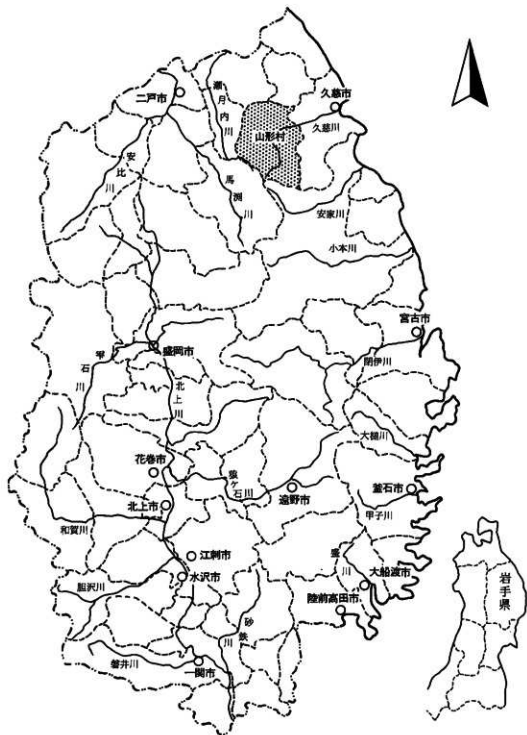 二戸市
瀬月内川
久慈市
山形村
久慈川
安比川
馬淵川
安家川
小本川
宮古市
盛岡市
雫石川
閉伊川
北上川
大槌川
花巻市
猿ヶ石川
遠野市
釜石市
北上市
甲子川
和賀川
江刺市
盛川
水沢市
大船渡市
胆沢川
陸前高田市
砂鉄川
磐井川
一関市
岩手県